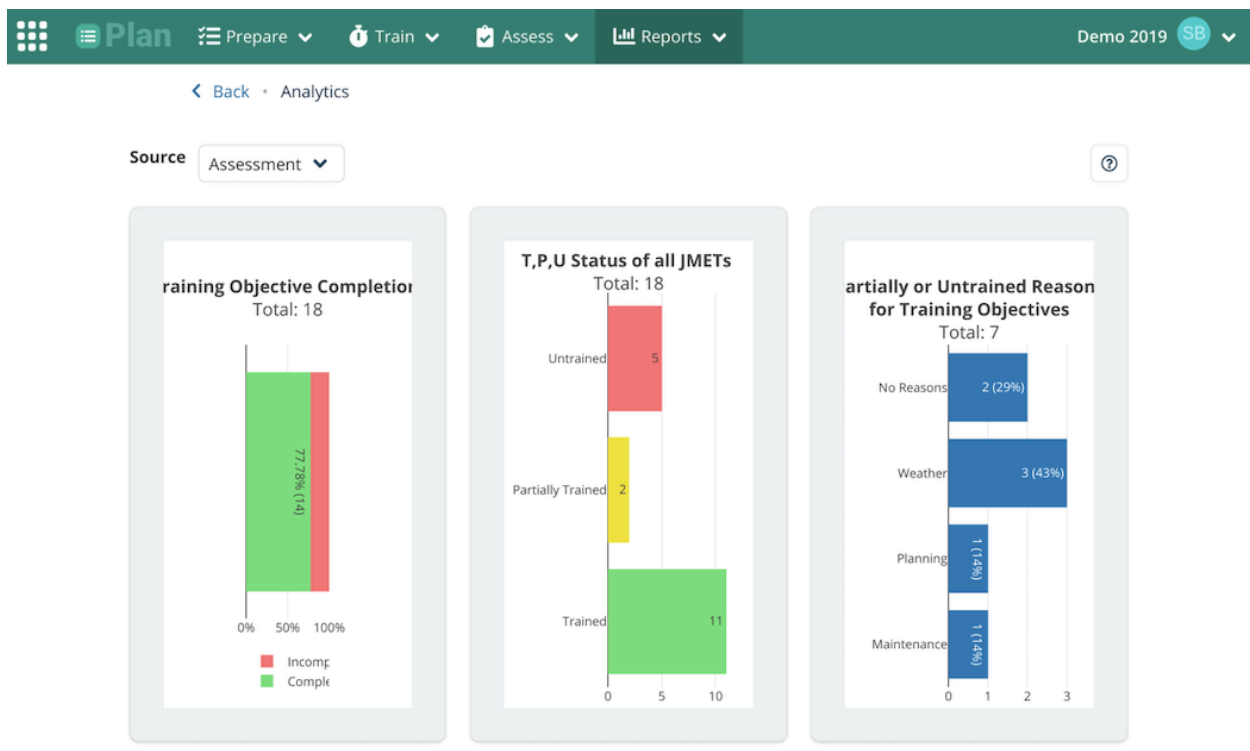 Plan Prepare Train Assess Reports Demo 2019 SB
Back • Analytics
Source Assessment
raining Objective Completion
Total: 18
77.78% (14)
0% 50% 100%
Incomp
Comple
T,P,U Status of all JMETs
Total: 18
Untrained 5
Partially Trained 2
Trained 11
0 5 10
artially or Untrained Reason
for Training Objectives
Total: 7
No Reasons 2 (29%)
Weather 3 (43%)
Planning 1 (14%)
Maintenance 1 (14%)
0 1 2 3